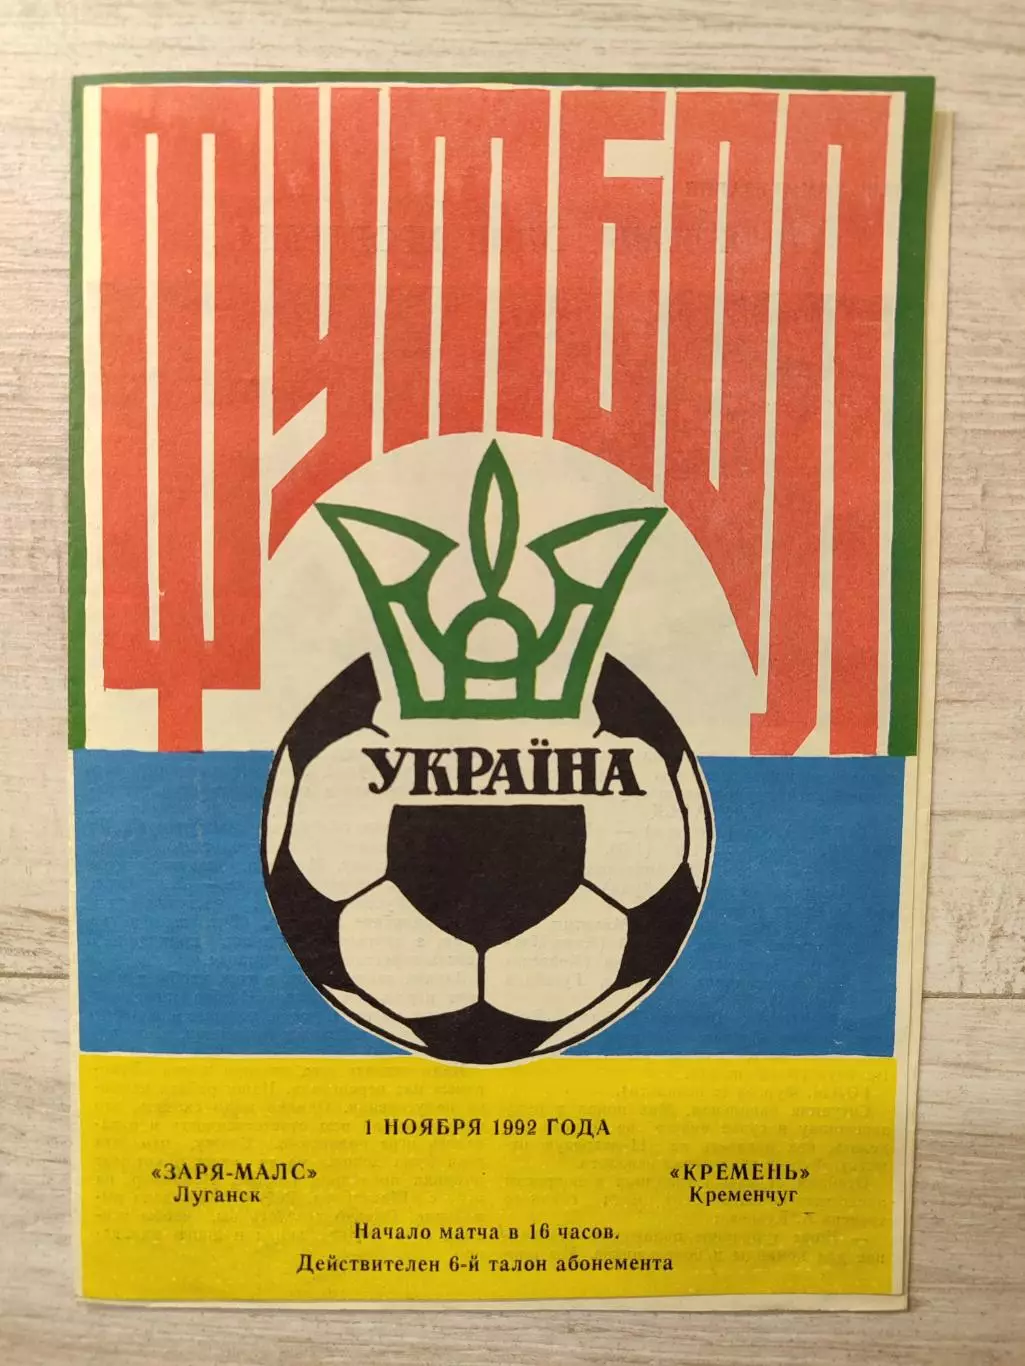 ФУТБОЛ
УКРАЇНА
1 НОЯБРЯ 1992 ГОДА
«ЗАРЯ-МАЛС» «КРЕМЕНЬ»
Луганск Кременчуг
Начало матча в 16 часов.
Действителен 6-й талон абонемента